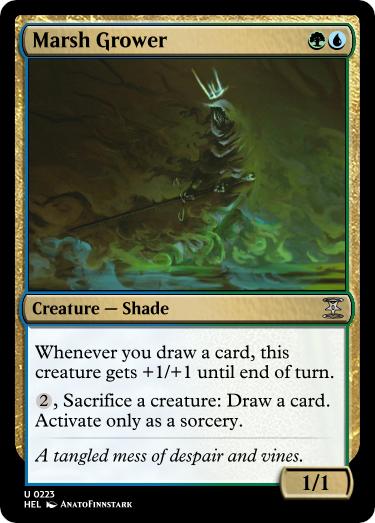 Marsh Grower
Creature — Shade
Whenever you draw a card, this
creature gets +1/+1 until end of turn.
2, Sacrifice a creature: Draw a card.
Activate only as a sorcery.
A tangled mess of despair and vines.
1/1
U 0223
HEL AnatoFinnstark